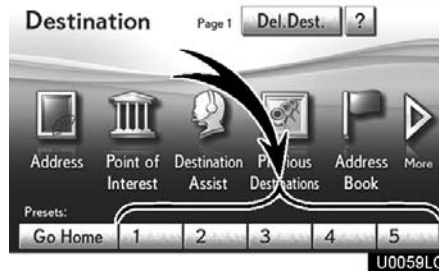 Destination Page 1 Del.Dest. ?
Address Point of Interest Destination Assist Previous Destinations Address Book More
Presets:
Go Home 1 2 3 4 5
U0059LC